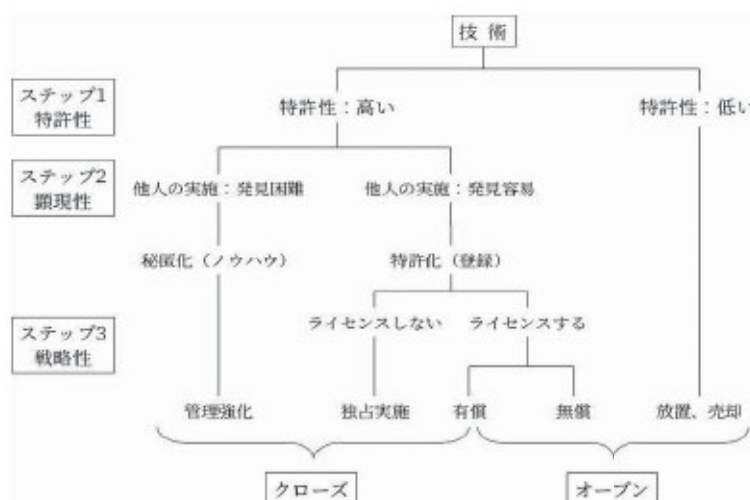 技 術
ステップ1
特許性
特許性：高い
特許性：低い
ステップ2
顕現性
他人の実施：発見困難
他人の実施：発見容易
秘匿化（ノウハウ）
特許化（登録）
ステップ3
戦略性
ライセンスしない
ライセンスする
管理強化
独占実施
有償
無償
放置、売却
クローズ
オープン